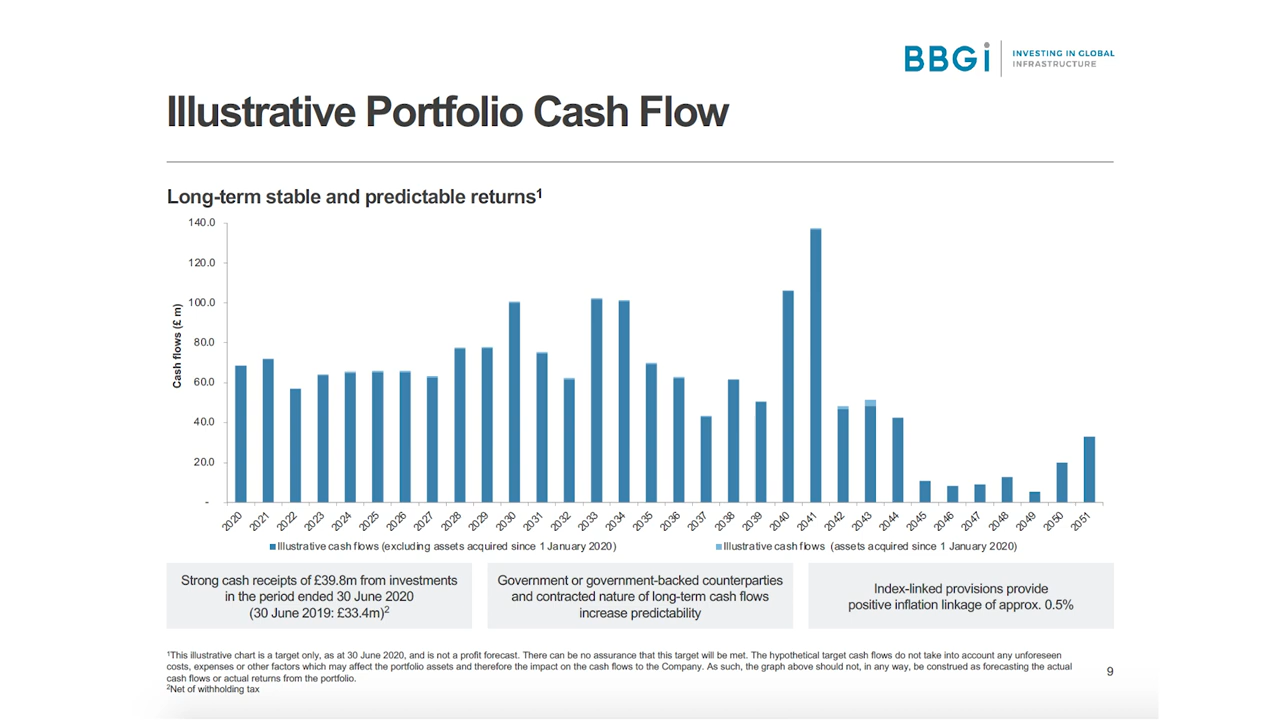 BBGi
INVESTING IN GLOBAL
INFRASTRUCTURE
Illustrative Portfolio Cash Flow
Long-term stable and predictable returns¹
Cash flows (£ m)
140.0
120.0
100.0
80.0
60.0
40.0
20.0
-
2020 2021 2022 2023 2024 2025 2026 2027 2028 2029 2030 2031 2032 2033 2034 2035 2036 2037 2038 2039 2040 2041 2042 2043 2044 2045 2046 2047 2048 2049 2050 2051
Illustrative cash flows (excluding assets acquired since 1 January 2020)
Illustrative cash flows (assets acquired since 1 January 2020)
Strong cash receipts of £39.8m from investments
in the period ended 30 June 2020
(30 June 2019: £33.4m)²
Government or government-backed counterparties
and contracted nature of long-term cash flows
increase predictability
Index-linked provisions provide
positive inflation linkage of approx. 0.5%
¹This illustrative chart is a target only, as at 30 June 2020, and is not a profit forecast. There can be no assurance that this target will be met. The hypothetical target cash flows do not take into account any unforeseen
costs, expenses or other factors which may affect the portfolio assets and therefore the impact on the cash flows to the Company. As such, the graph above should not, in any way, be construed as forecasting the actual
cash flows or actual returns from the portfolio.
²Net of withholding tax
9